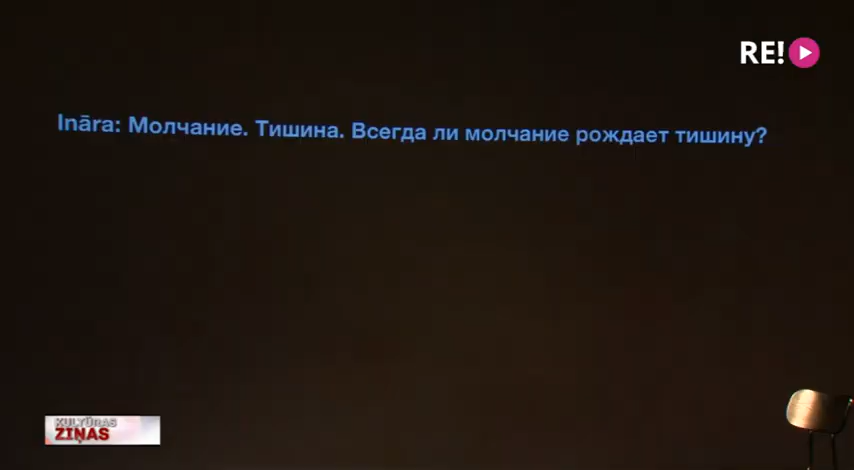 RE!
Ināra: Молчание. Тишина. Всегда ли молчание рождает тишину?
KULTŪRAS
ZIŅAS